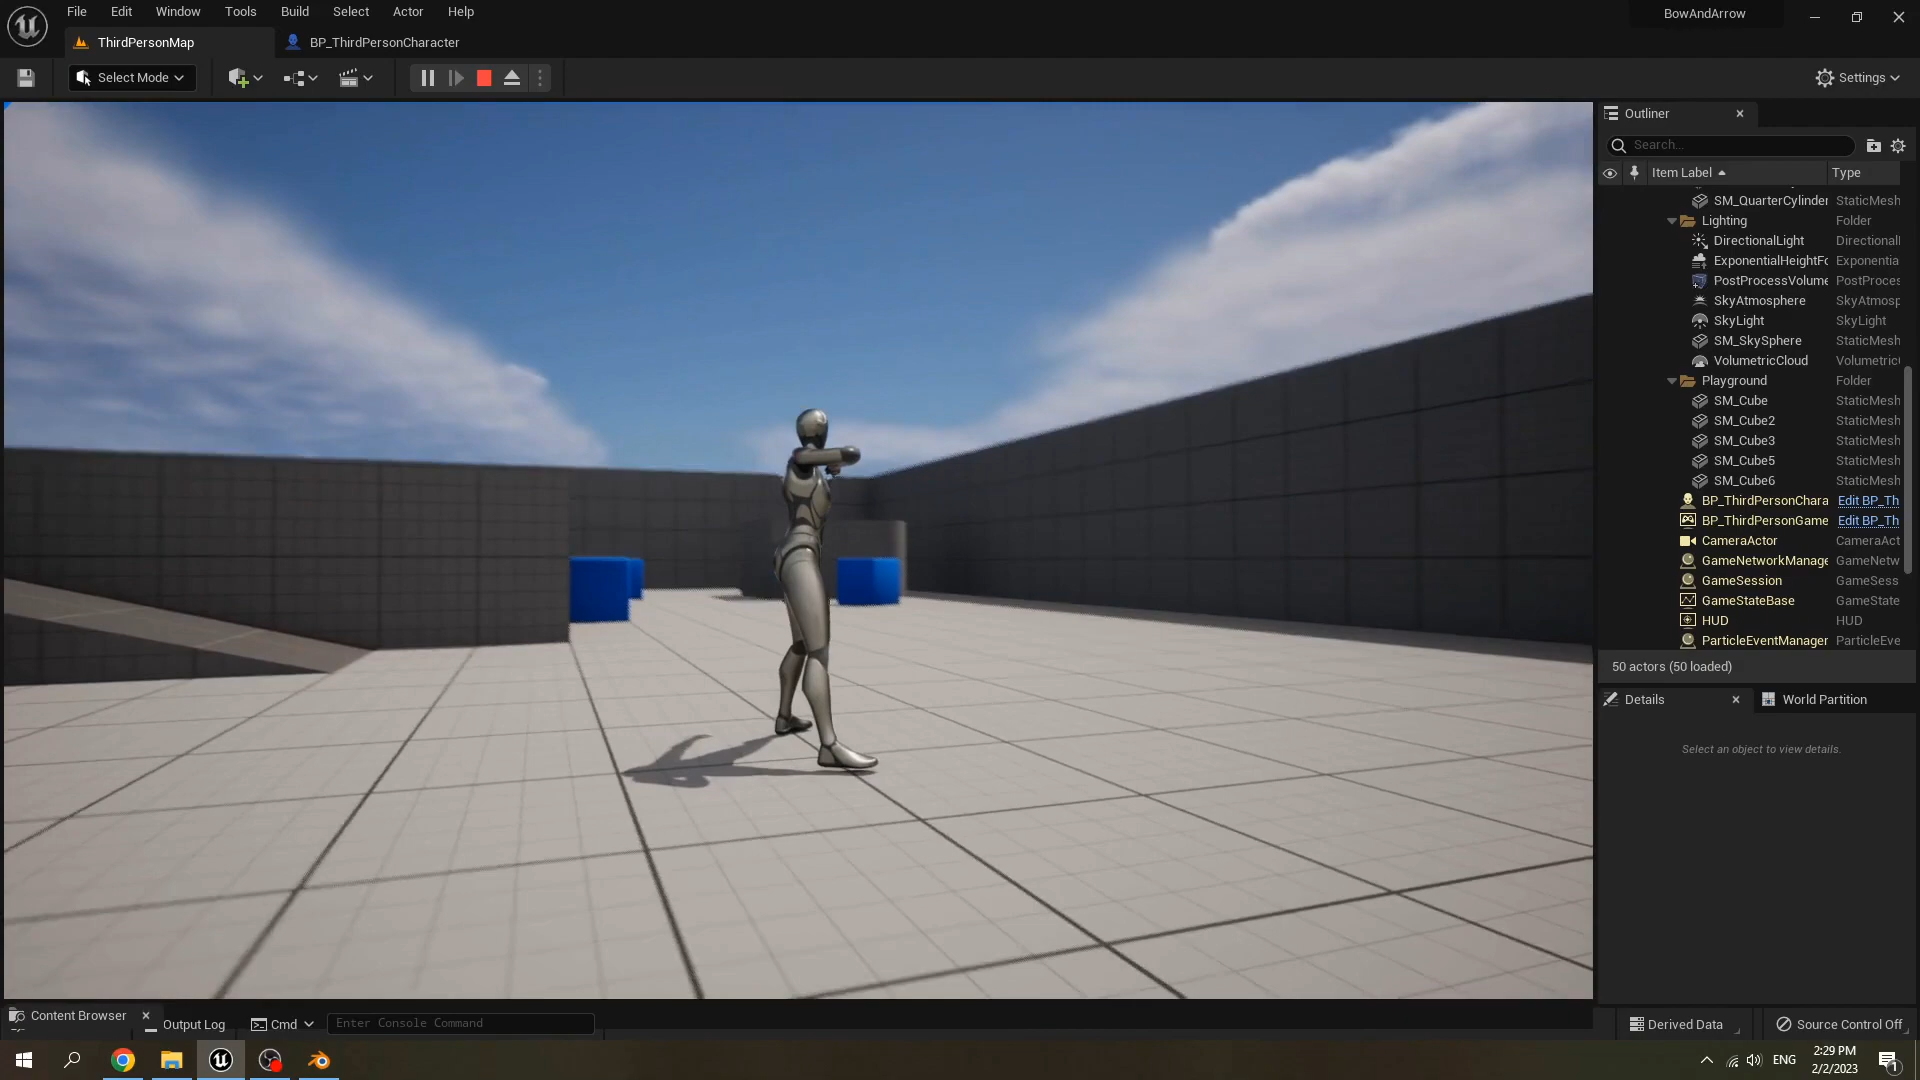 File Edit Window Tools Build Select Actor Help
BowAndArrow
ThirdPersonMap
BP_ThirdPersonCharacter
Select Mode
Settings
Outliner
Search...
Item Label Type
SM_QuarterCylinder StaticMesh
Lighting Folder
DirectionalLight Directional
ExponentialHeightFo Exponentia
PostProcessVolume PostProces
SkyAtmosphere SkyAtmosp
SkyLight SkyLight
SM_SkySphere StaticMesh
VolumetricCloud Volumetric
Playground Folder
SM_Cube StaticMesh
SM_Cube2 StaticMesh
SM_Cube3 StaticMesh
SM_Cube5 StaticMesh
SM_Cube6 StaticMesh
BP_ThirdPersonChara Edit BP_Th
BP_ThirdPersonGame Edit BP_Th
CameraActor CameraAct
GameNetworkManage GameNetw
GameSession GameSess
GameStateBase GameState
HUD HUD
ParticleEventManager ParticleEve
50 actors (50 loaded)
Details
World Partition
Select an object to view details.
Content Browser
Output Log
Cmd
Enter Console Command
Derived Data
Source Control Off
ENG
2:29 PM
2/2/2023
1